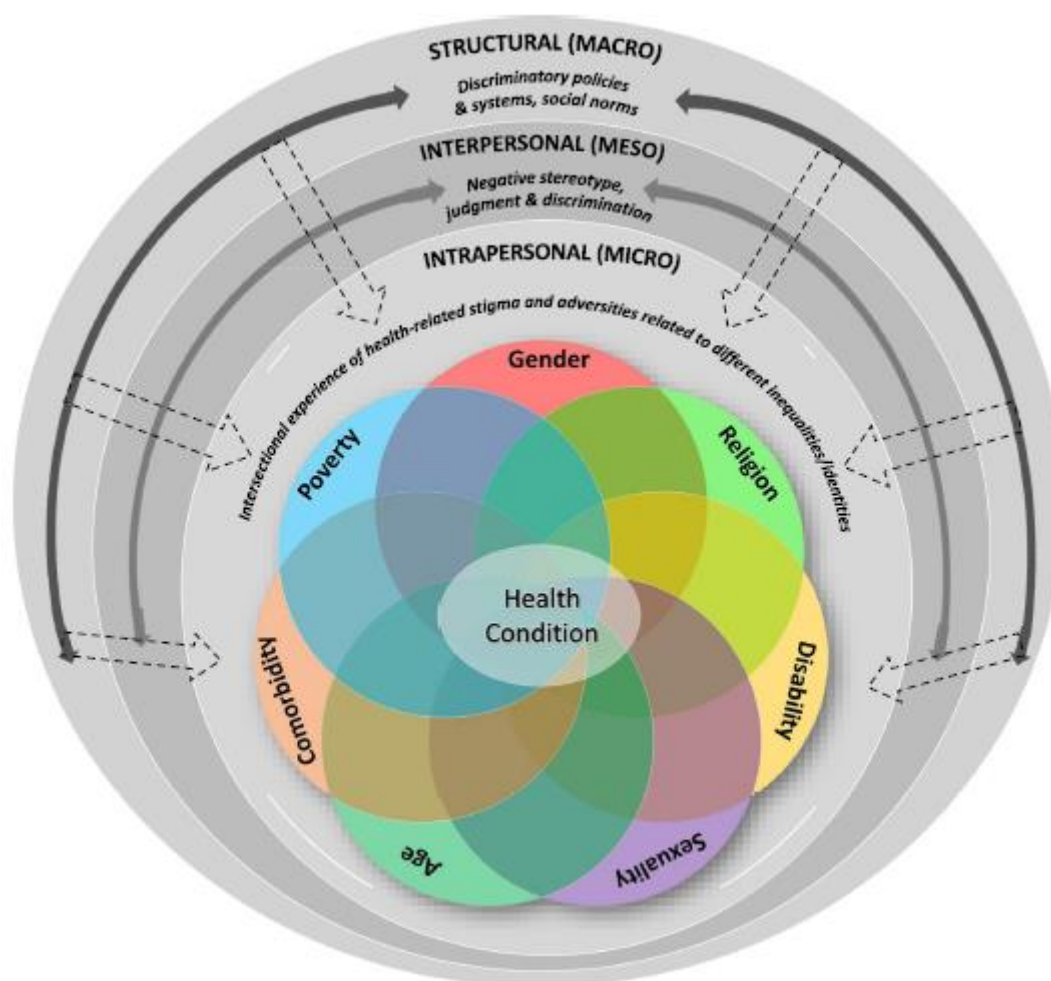 STRUCTURAL (MACRO)
Discriminatory policies
& systems, social norms
INTERPERSONAL (MESO)
Negative stereotype,
judgment & discrimination
INTRAPERSONAL (MICRO)
Intersectional experience of health-related stigma and adversities related to different inequalities/identities
Gender
Poverty
Religion
Health
Condition
Comorbidity
Disability
Age
Sexuality